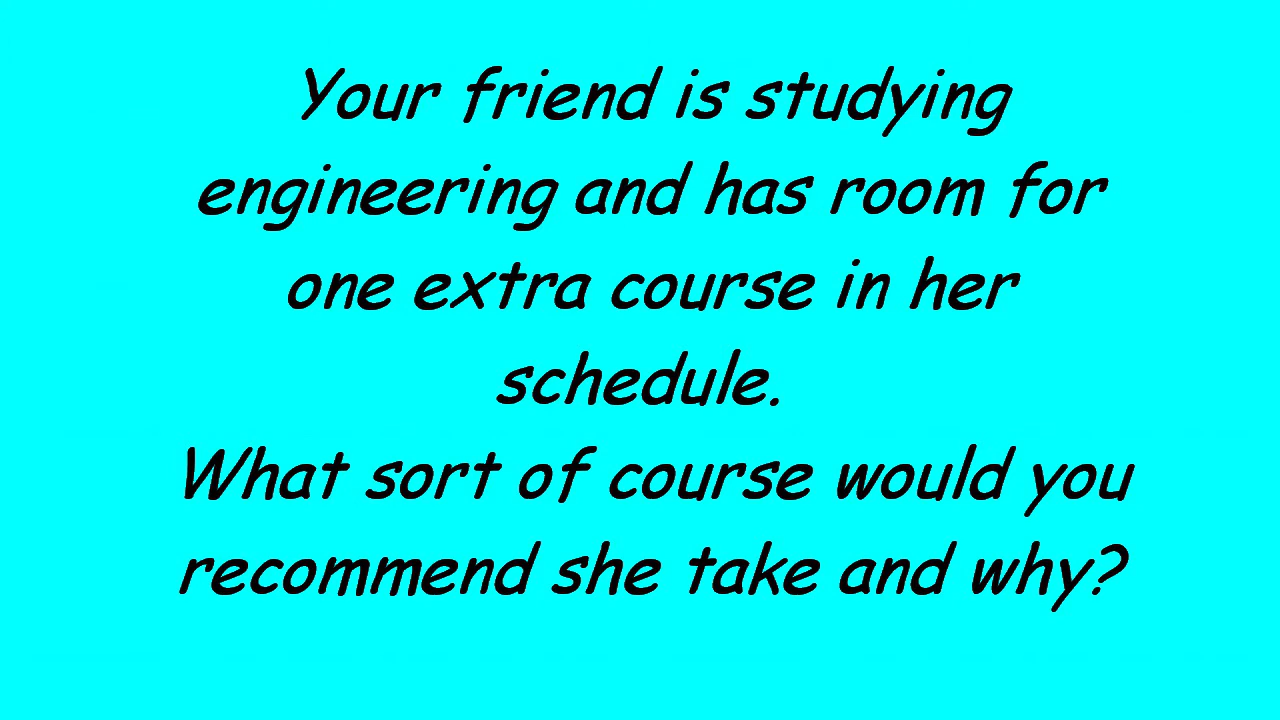 Your friend is studying
engineering and has room for
one extra course in her
schedule.
What sort of course would you
recommend she take and why?